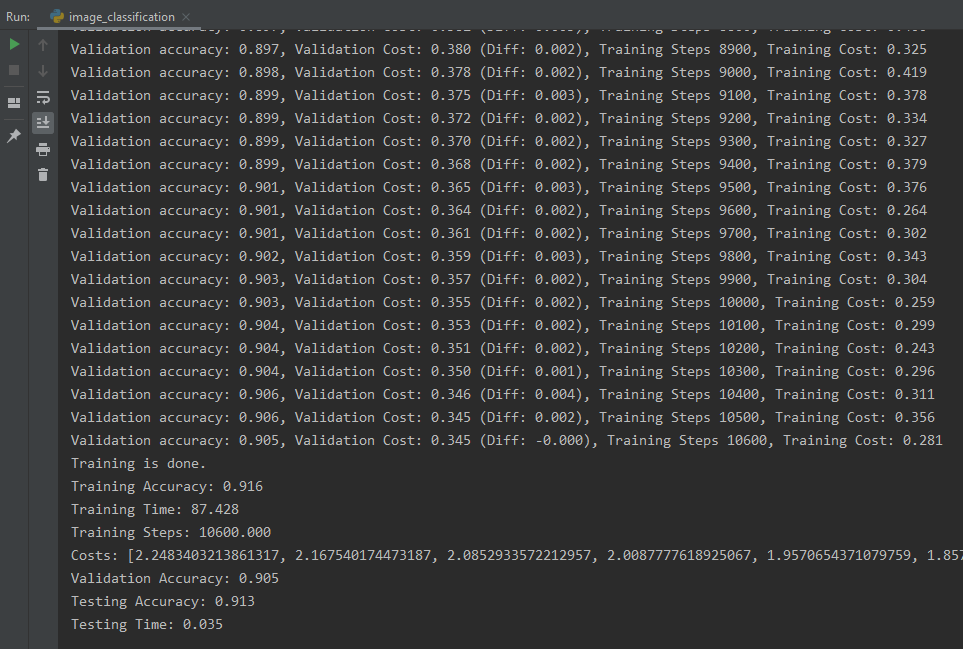 Run: image_classification
Validation accuracy: 0.897, Validation Cost: 0.380 (Diff: 0.002), Training Steps 8900, Training Cost: 0.325
Validation accuracy: 0.898, Validation Cost: 0.378 (Diff: 0.002), Training Steps 9000, Training Cost: 0.419
Validation accuracy: 0.899, Validation Cost: 0.375 (Diff: 0.003), Training Steps 9100, Training Cost: 0.378
Validation accuracy: 0.899, Validation Cost: 0.372 (Diff: 0.002), Training Steps 9200, Training Cost: 0.334
Validation accuracy: 0.899, Validation Cost: 0.370 (Diff: 0.002), Training Steps 9300, Training Cost: 0.327
Validation accuracy: 0.899, Validation Cost: 0.368 (Diff: 0.002), Training Steps 9400, Training Cost: 0.379
Validation accuracy: 0.901, Validation Cost: 0.365 (Diff: 0.003), Training Steps 9500, Training Cost: 0.376
Validation accuracy: 0.901, Validation Cost: 0.364 (Diff: 0.002), Training Steps 9600, Training Cost: 0.264
Validation accuracy: 0.901, Validation Cost: 0.361 (Diff: 0.002), Training Steps 9700, Training Cost: 0.302
Validation accuracy: 0.902, Validation Cost: 0.359 (Diff: 0.003), Training Steps 9800, Training Cost: 0.343
Validation accuracy: 0.903, Validation Cost: 0.357 (Diff: 0.002), Training Steps 9900, Training Cost: 0.304
Validation accuracy: 0.903, Validation Cost: 0.355 (Diff: 0.002), Training Steps 10000, Training Cost: 0.259
Validation accuracy: 0.904, Validation Cost: 0.353 (Diff: 0.002), Training Steps 10100, Training Cost: 0.299
Validation accuracy: 0.904, Validation Cost: 0.351 (Diff: 0.002), Training Steps 10200, Training Cost: 0.243
Validation accuracy: 0.904, Validation Cost: 0.350 (Diff: 0.001), Training Steps 10300, Training Cost: 0.296
Validation accuracy: 0.906, Validation Cost: 0.346 (Diff: 0.004), Training Steps 10400, Training Cost: 0.311
Validation accuracy: 0.906, Validation Cost: 0.345 (Diff: 0.002), Training Steps 10500, Training Cost: 0.356
Validation accuracy: 0.905, Validation Cost: 0.345 (Diff: -0.000), Training Steps 10600, Training Cost: 0.281
Training is done.
Training Accuracy: 0.916
Training Time: 87.428
Training Steps: 10600.000
Costs: [2.2483403213861317, 2.167540174473187, 2.0852933572212957, 2.0087777618925067, 1.9570654371079759, 1.857
Validation Accuracy: 0.905
Testing Accuracy: 0.913
Testing Time: 0.035